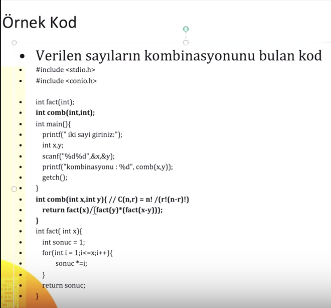 Örnek Kod
• Verilen sayıların kombinasyonunu bulan kod
• #include <stdio.h>
• #include <conio.h>
• int fact(int);
• int comb(int,int);
• int main(){
• printf(" iki sayi giriniz:");
• int x,y;
• scanf("%d%d",&x,&y);
• printf("kombinasyonu : %d", comb(x,y));
• getch();
• }
• int comb(int x,int y){ // C(n,r) = n! /(r!(n-r)!)
• return fact(x)/(fact(y)*(fact(x-y)));
• }
• int fact( int x){
• int sonuc = 1;
• for(int i = 1;i<=x;i++){
• sonuc *=i;
• }
• return sonuc;
• }